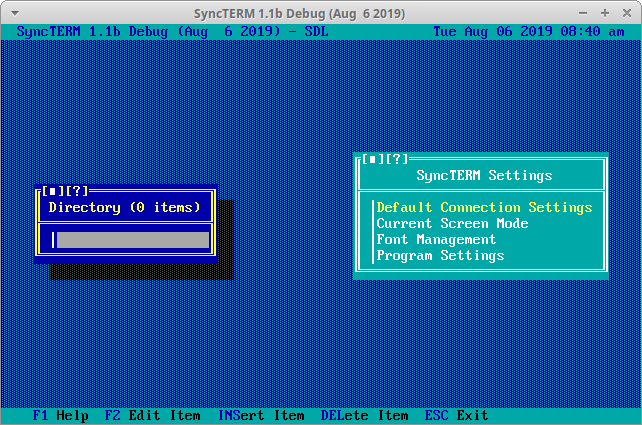 SyncTERM 1.1b Debug (Aug  6 2019)
SyncTERM 1.1b Debug (Aug  6 2019) - SDL
Tue Aug 06 2019 08:40 am
[■][?]
SyncTERM Settings
Default Connection Settings
Current Screen Mode
Font Management
Program Settings
[■][?]
Directory (0 items)
F1 Help  F2 Edit Item  INSert Item  DELete Item  ESC Exit